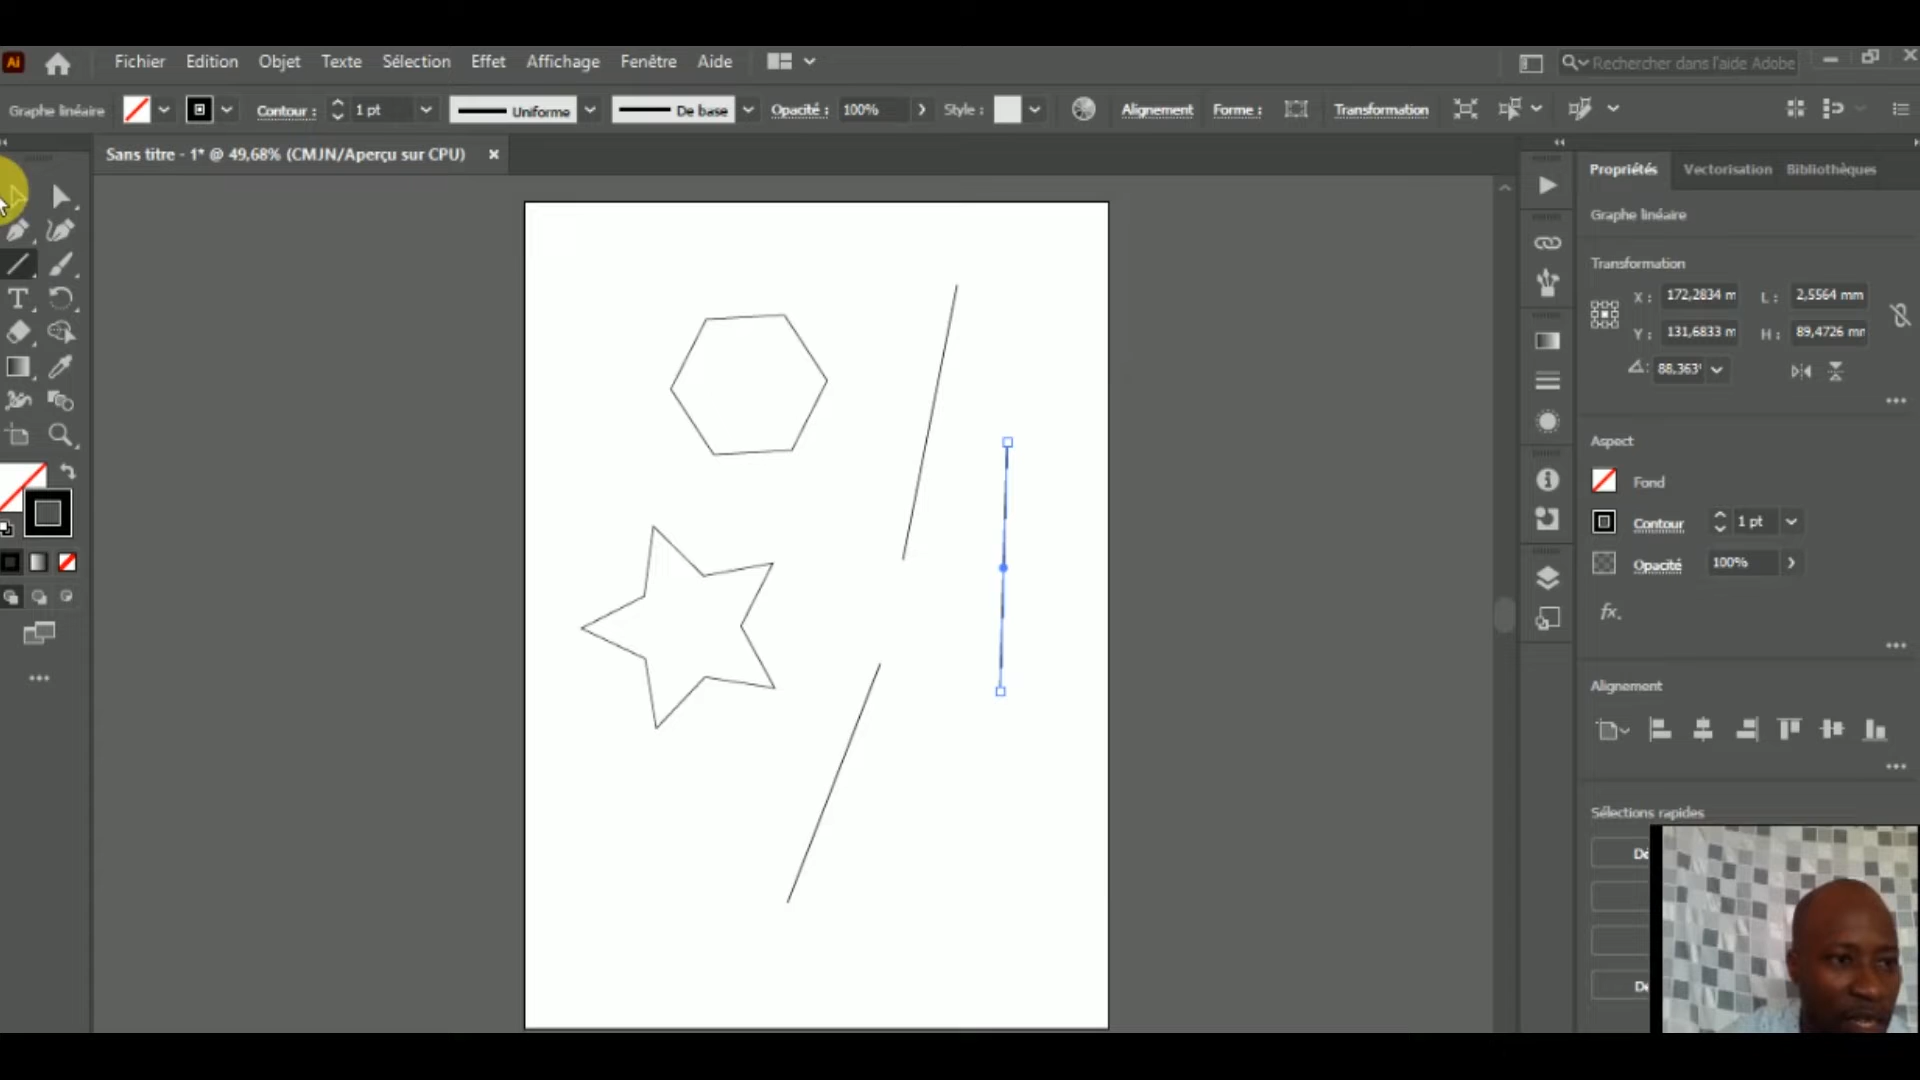 Ai Fichier Edition Objet Texte Sélection Effet Affichage Fenêtre Aide Rechercher dans l'aide Adobe
Graphe linéaire Contour : 1 pt Uniforme De base Opacité : 100% Style : Alignement Forme : Transformation
Sans titre - 1* @ 49,68% (CMJN/Aperçu sur CPU)
Propriétés Vectorisation Bibliothèques
Graphe linéaire
Transformation
X : 172,2834 m L : 2,5564 mm
Y : 131,6833 m H : 89,4726 mm
88,363°
Aspect
Fond
Contour 1 pt
Opacité 100%
fx.
Alignement
Sélections rapides
Dé
De